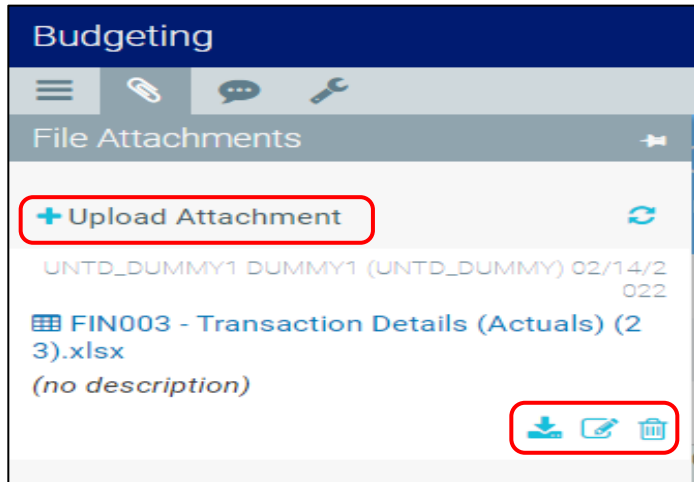 Budgeting
File Attachments
Upload Attachment
UNTD_DUMMY1 DUMMY1 (UNTD_DUMMY) 02/14/2
022
FIN003 - Transaction Details (Actuals) (2
3).xlsx
(no description)